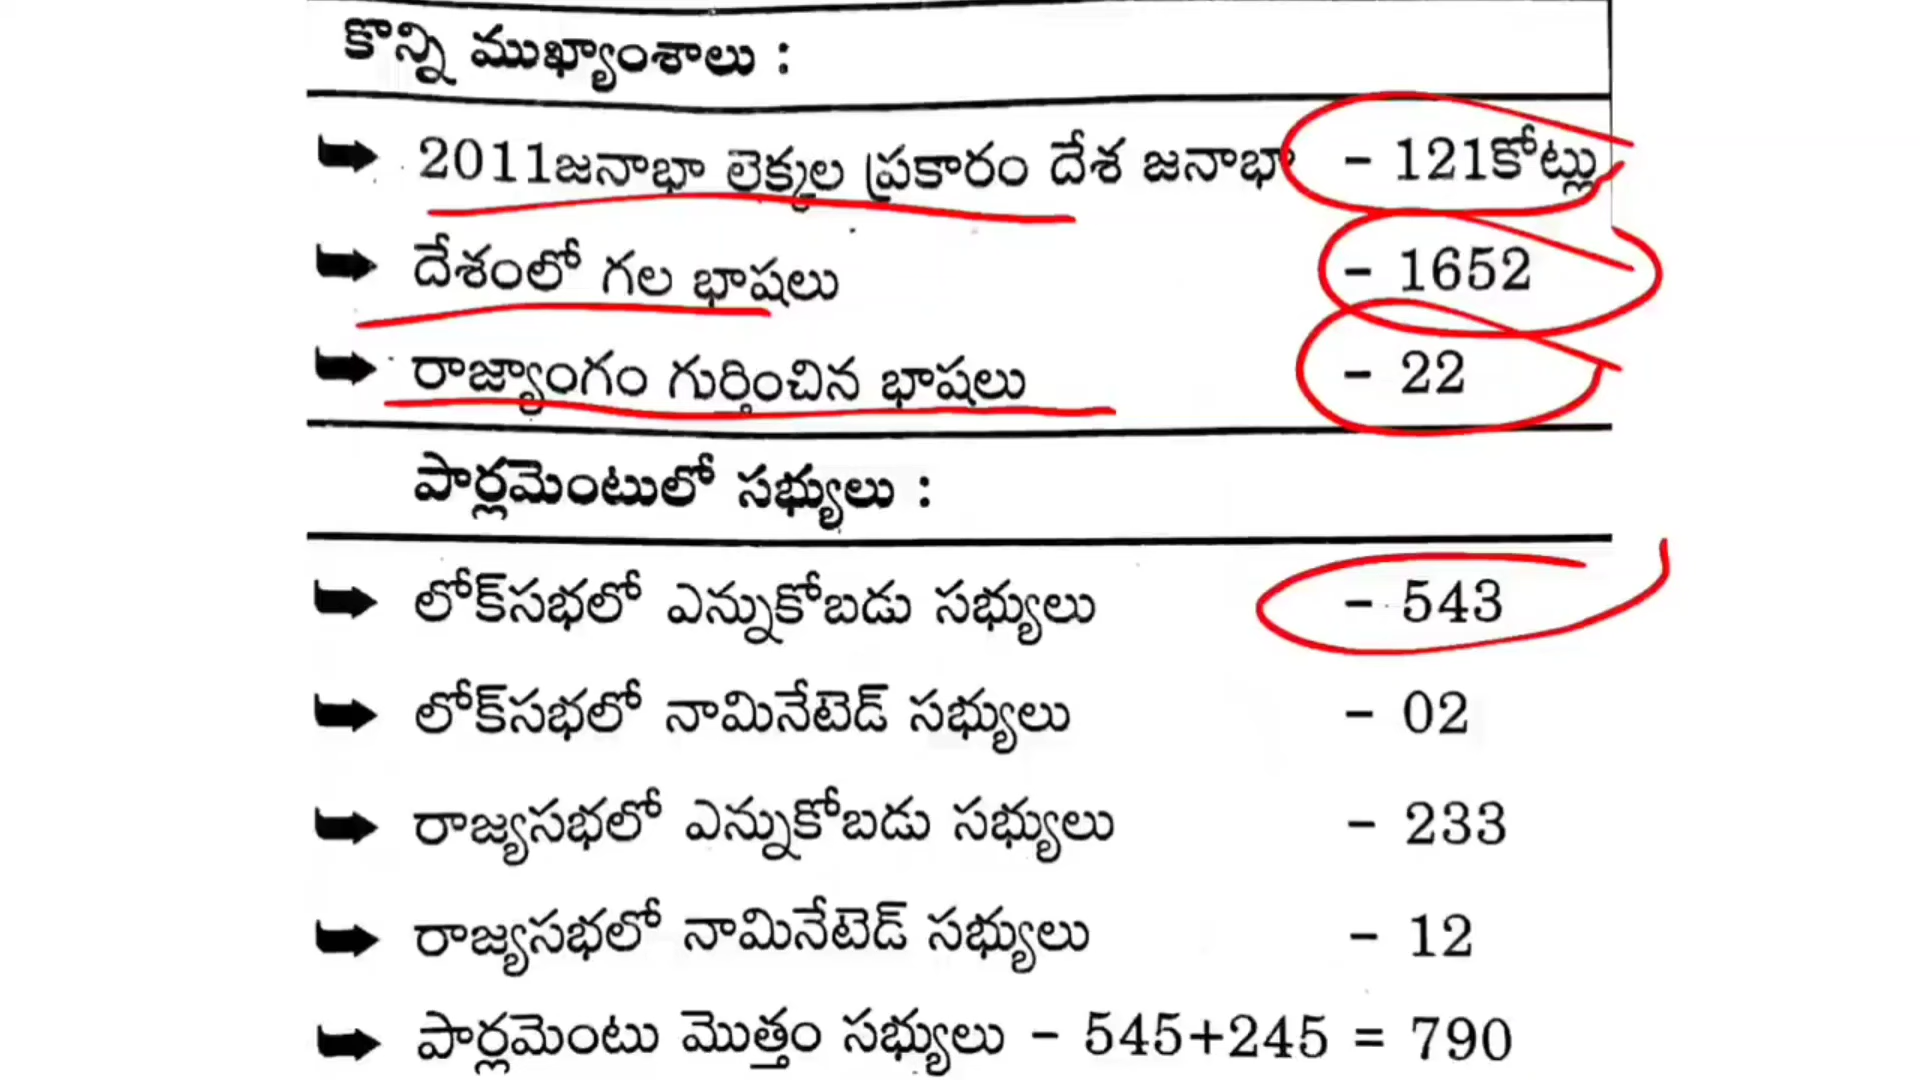 కొన్ని ముఖ్యాంశాలు :
2011జనాభా లెక్కల ప్రకారం దేశ జనాభా - 121కోట్లు
దేశంలో గల భాషలు - 1652
రాజ్యాంగం గుర్తించిన భాషలు - 22
పార్లమెంటులో సభ్యులు :
లోక్‌సభలో ఎన్నుకోబడు సభ్యులు - 543
లోక్‌సభలో నామినేటెడ్ సభ్యులు - 02
రాజ్యసభలో ఎన్నుకోబడు సభ్యులు - 233
రాజ్యసభలో నామినేటెడ్ సభ్యులు - 12
పార్లమెంటు మొత్తం సభ్యులు - 545+245 = 790